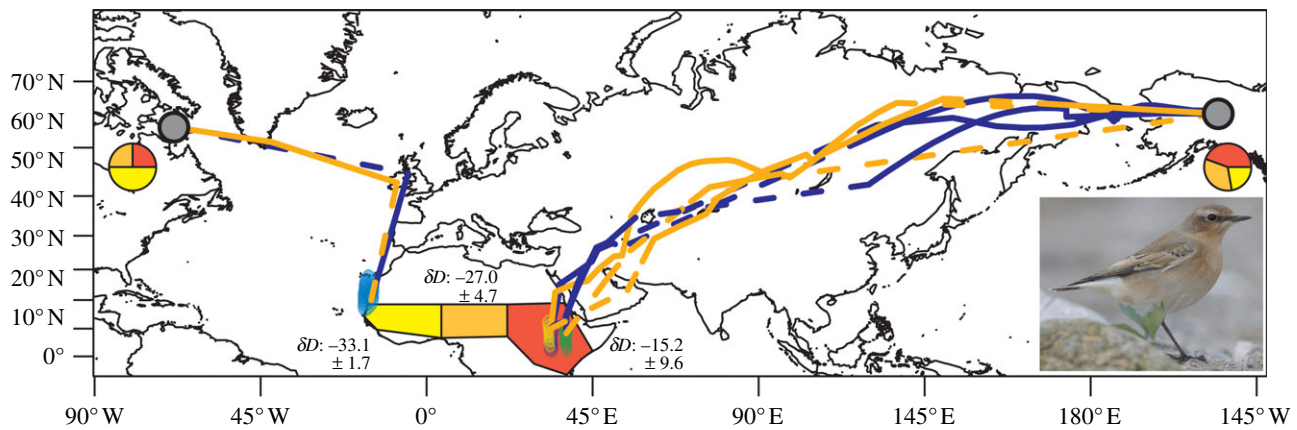 70° N
60° N
50° N
40° N
30° N
20° N
10° N
0°
δD: –27.0
± 4.7
δD: –33.1
± 1.7
δD: –15.2
± 9.6
90° W
45° W
0°
45° E
90° E
145° E
180° E
145° W